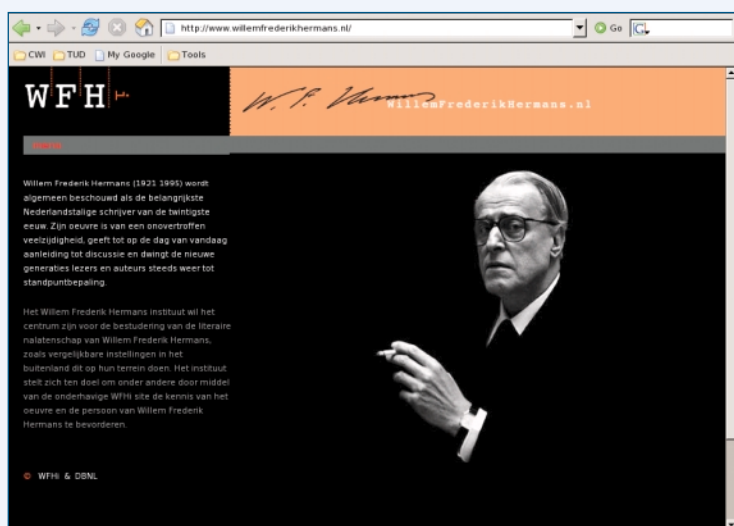 http://www.willemfrederikhermans.nl/
Go
G
CWI TUD My Google Tools
WFH
W. F. Hermans
WillemFrederikHermans.nl
Willem Frederik Hermans (1921 1995) wordt
algemeen beschouwd als de belangrijkste
Nederlandstalige schrijver van de twintigste
eeuw. Zijn oeuvre is van een onovertroffen
veelzijdigheid, geeft tot op de dag van vandaag
aanleiding tot discussie en dwingt de nieuwe
generaties lezers en auteurs steeds weer tot
standpuntbepaling.
Het Willem Frederik Hermans instituut wil het
centrum zijn voor de bestudering van de literaire
nalatenschap van Willem Frederik Hermans,
zoals vergelijkbare instellingen in het
buitenland dit op hun terrein doen. Het instituut
stelt zich ten doel om onder andere door middel
van de onderhavige WFHi site de kennis van het
oeuvre en de persoon van Willem Frederik
Hermans te bevorderen.
© WFHi & DBNL